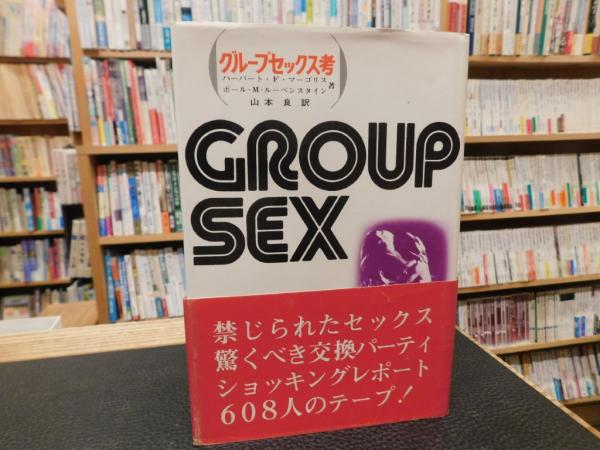 グループセックス考
ハーバート・F・マーゴリス
ポール・M・ルーベンスタイン
著
山本良訳
GROUP
SEX
禁じられたセックス
驚くべき交換パーティ
ショッキングレポート
608人のテープ!